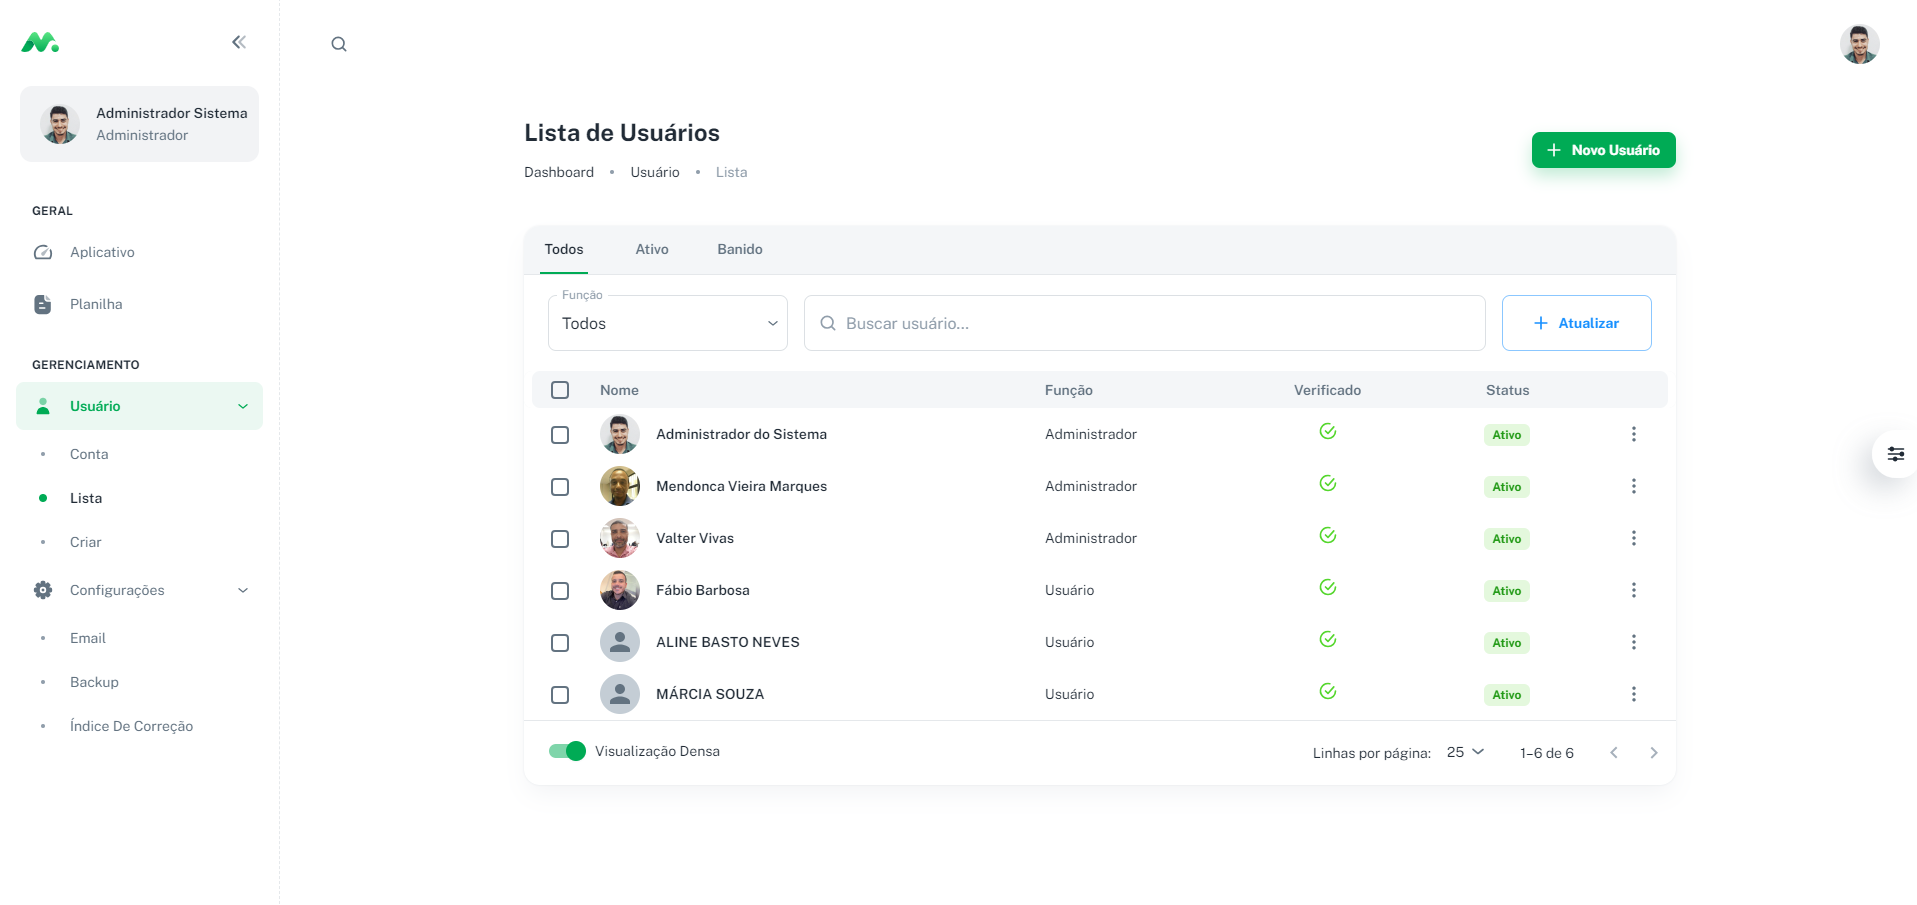 Administrador Sistema
Administrador
GERAL
Aplicativo
Planilha
GERENCIAMENTO
Usuário
Conta
Lista
Criar
Configurações
Email
Backup
Índice De Correção
Lista de Usuários
Dashboard • Usuário • Lista
Novo Usuário
Todos Ativo Banido
Função
Todos
Buscar usuário...
Atualizar
Nome Função Verificado Status
Administrador do Sistema Administrador Ativo
Mendonca Vieira Marques Administrador Ativo
Valter Vivas Administrador Ativo
Fábio Barbosa Usuário Ativo
ALINE BASTO NEVES Usuário Ativo
MÁRCIA SOUZA Usuário Ativo
Visualização Densa
Linhas por página: 25 1–6 de 6